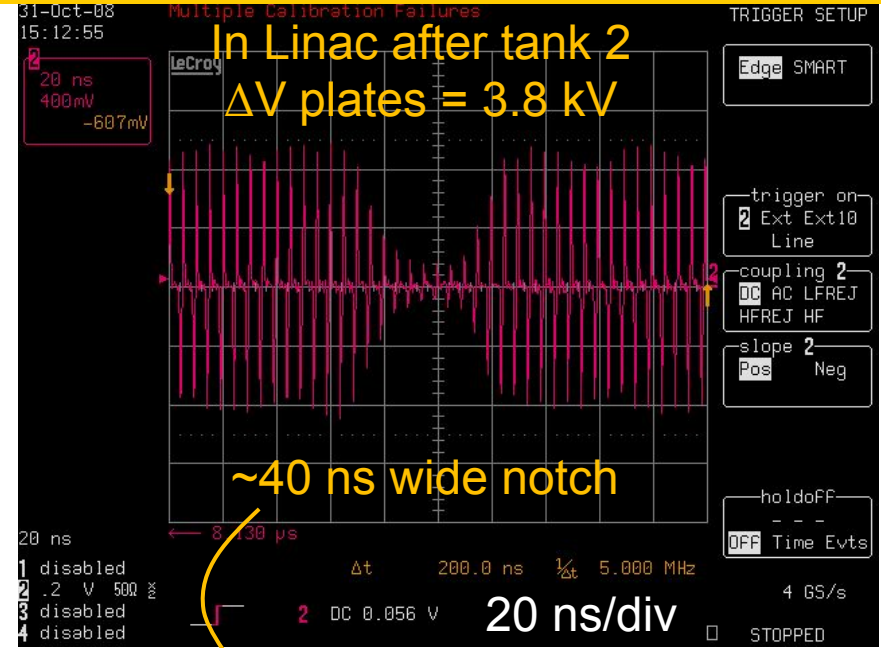 31-Oct-08
15:12:55
Multiple Calibration Failures
TRIGGER SETUP
In Linac after tank 2
ΔV plates = 3.8 kV
2
20 ns
400mV
-607mV
LeCroy
Edge SMART
trigger on
2 Ext Ext10
Line
2
coupling 2
DC AC LFREJ
HFREJ HF
slope 2
Pos Neg
~40 ns wide notch
holdoff
- - -
OFF Time Evts
20 ns
← 8.130 µs
1 disabled
2 .2 V 50Ω
3 disabled
4 disabled
Δt 200.0 ns 1/Δt 5.000 MHz
2 DC 0.056 V
20 ns/div
4 GS/s
STOPPED